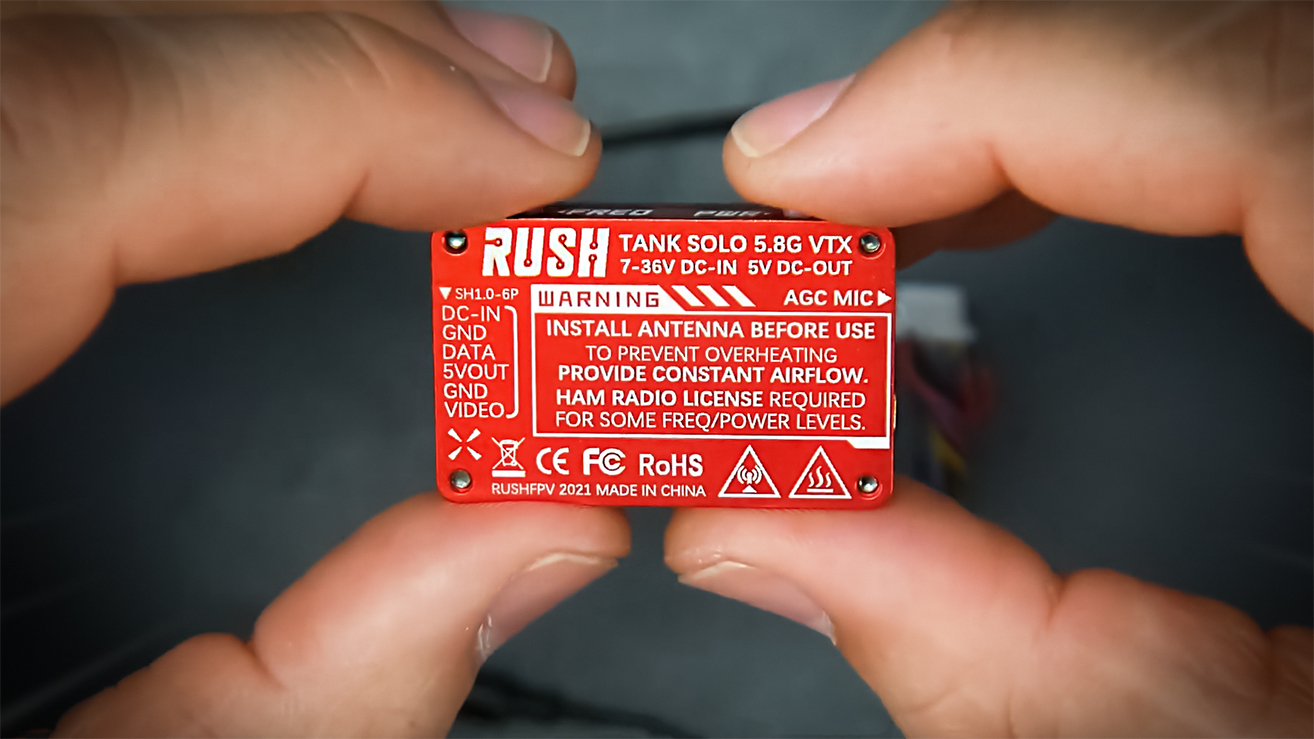 FREQ PWR
RUSH TANK SOLO 5.8G VTX
7-36V DC-IN 5V DC-OUT
▼SH1.0-6P
DC-IN
GND
DATA
5VOUT
GND
VIDEO
WARNING
AGC MIC▶
INSTALL ANTENNA BEFORE USE
TO PREVENT OVERHEATING
PROVIDE CONSTANT AIRFLOW.
HAM RADIO LICENSE REQUIRED
FOR SOME FREQ/POWER LEVELS.
CE FC RoHS
RUSHFPV 2021 MADE IN CHINA